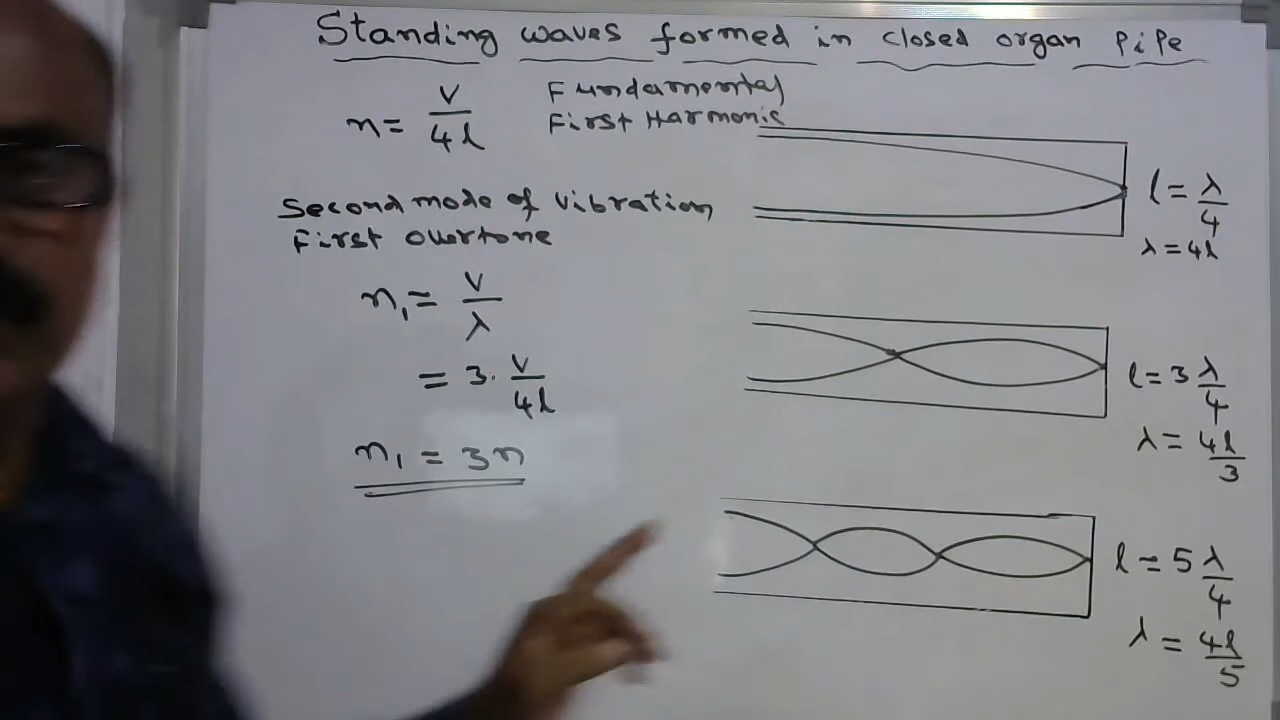 Standing waves formed in closed organ pipe
n = V/4l
Fundamental
First Harmonic
l = λ/4
λ = 4l
Second mode of vibration
First overtone
n₁ = V/λ
= 3. V/4l
n₁ = 3n
l = 3 λ/4
λ = 4l/3
l = 5 λ/4
λ = 4l/5